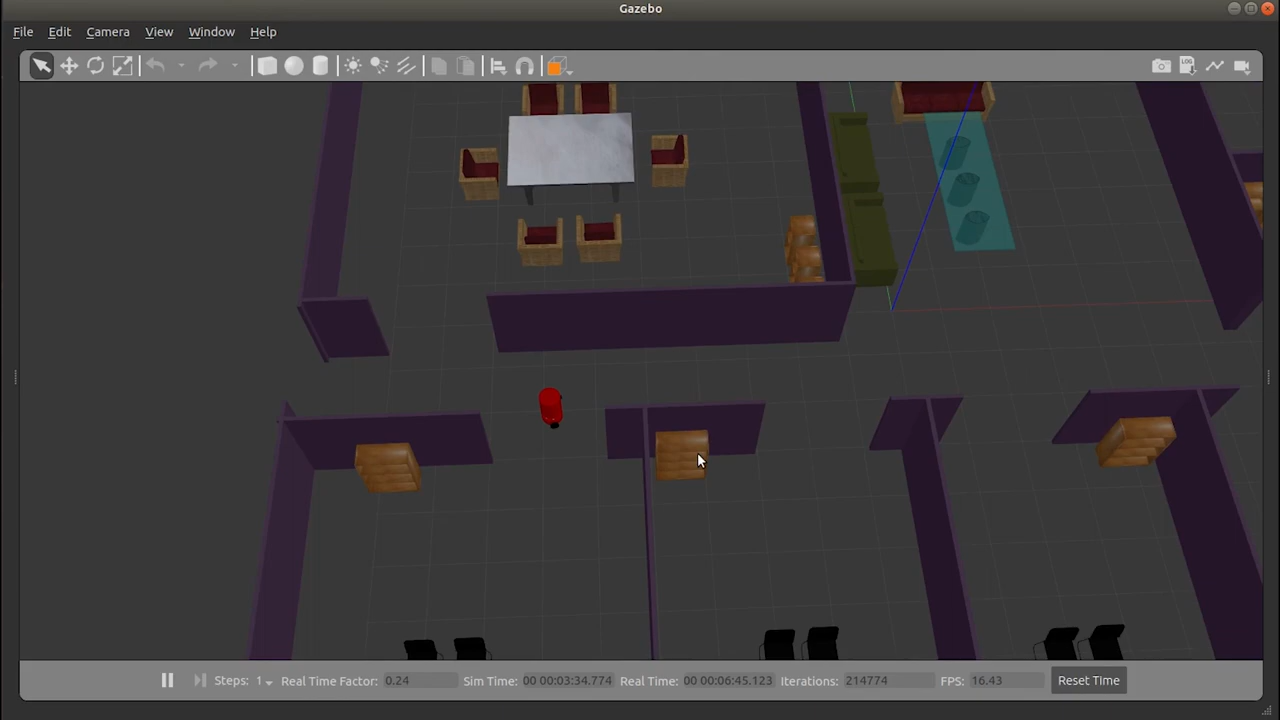 Gazebo
File Edit Camera View Window Help
Steps: 1 Real Time Factor: 0.24 Sim Time: 00 00:03:34.774 Real Time: 00 00:06:45.123 Iterations: 214774 FPS: 16.43 Reset Time